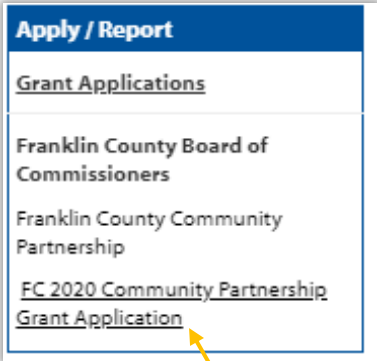 Apply / Report
Grant Applications
Franklin County Board of
Commissioners
Franklin County Community
Partnership
FC 2020 Community Partnership
Grant Application